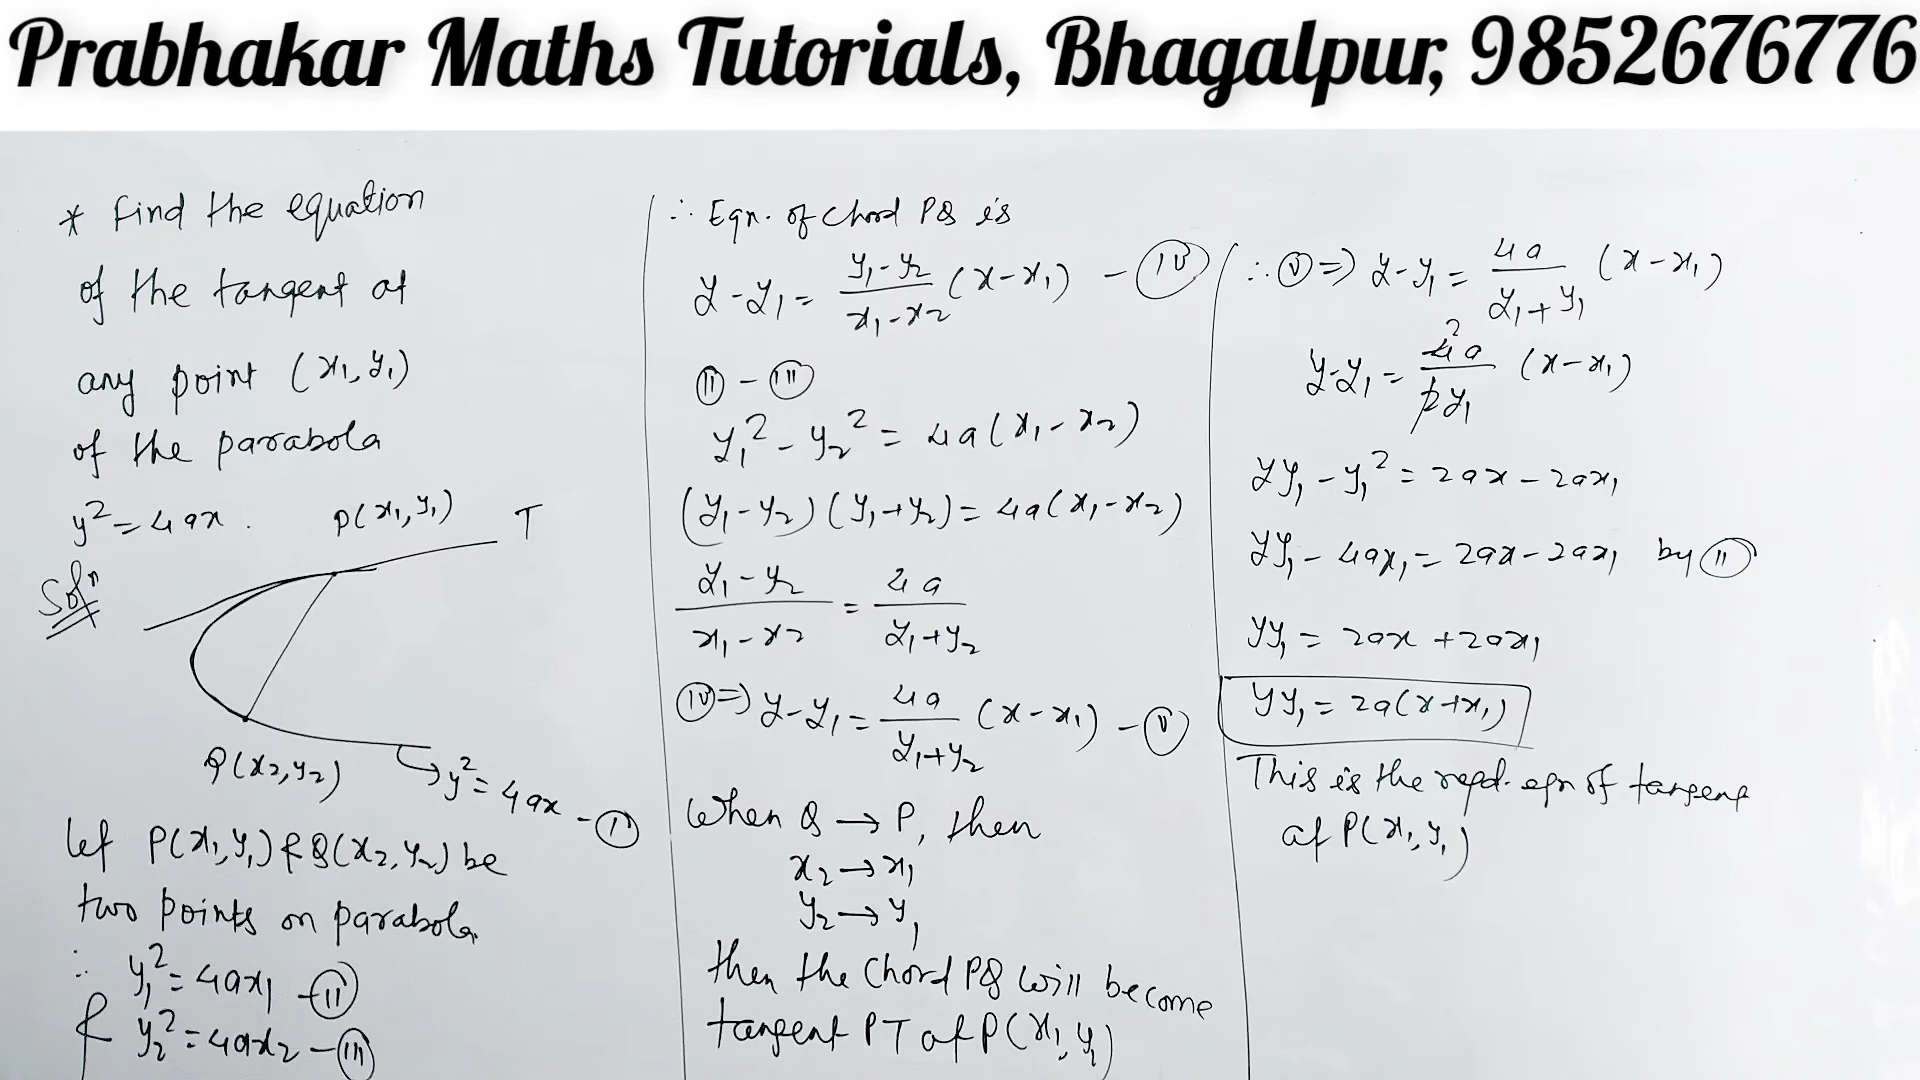 Prabhakar Maths Tutorials, Bhagalpur, 9852676776
* Find the equation
of the tangent at
any point (x₁, y₁)
of the parabola
y² = 4ax.
P(x₁, y₁)
T
Solⁿ
Q(x₂, y₂)
y² = 4ax - (I)
Let P(x₁, y₁) & Q(x₂, y₂) be
two points on parabola.
∴ y₁² = 4ax₁ - (II)
& y₂² = 4ax₂ - (III)
∴ Eqn. of chord PQ is
y - y₁ = (y₁ - y₂)/(x₁ - x₂) (x - x₁) - (IV)
(II) - (III)
y₁² - y₂² = 4a(x₁ - x₂)
(y₁ - y₂)(y₁ + y₂) = 4a(x₁ - x₂)
(y₁ - y₂)/(x₁ - x₂) = 4a/(y₁ + y₂)
(IV) ⇒ y - y₁ = 4a/(y₁ + y₂) (x - x₁) - (V)
When Q → P, then
x₂ → x₁
y₂ → y₁
then the chord PQ will become
tangent PT at P(x₁, y₁)
∴ (V) ⇒ y - y₁ = 4a/(y₁ + y₁) (x - x₁)
2
y - y₁ = 4a/2y₁ (x - x₁)
yy₁ - y₁² = 2ax - 2ax₁
yy₁ - 4ax₁ = 2ax - 2ax₁ by (II)
yy₁ = 2ax + 2ax₁
yy₁ = 2a(x + x₁)
This is the reqd. eqn of tangent
at P(x₁, y₁)